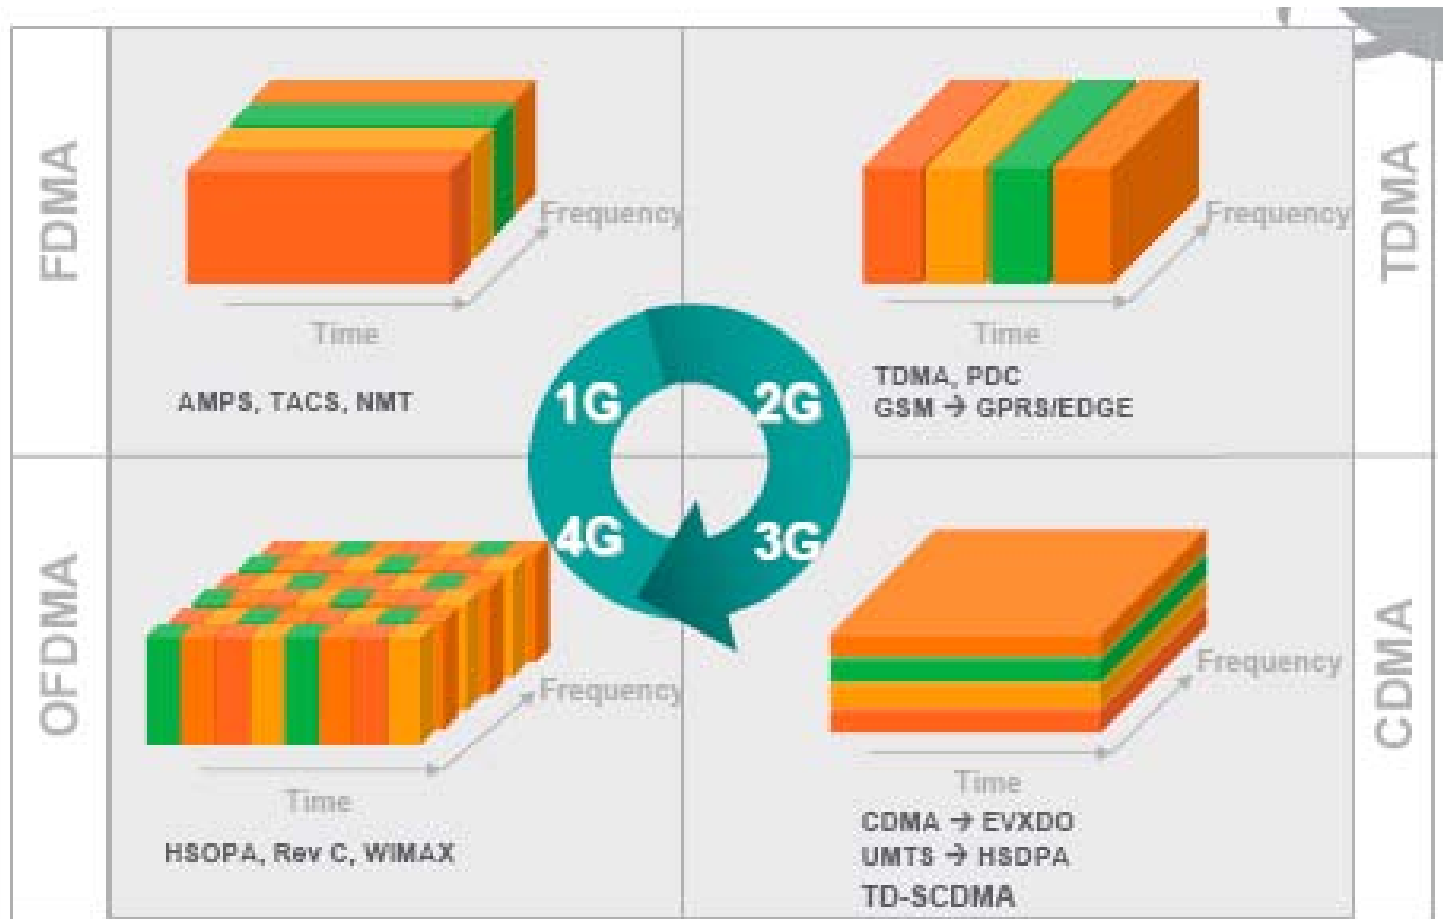 FDMA
Frequency
Time
AMPS, TACS, NMT
TDMA
Frequency
Time
TDMA, PDC
GSM → GPRS/EDGE
1G
2G
4G
3G
OFDMA
Frequency
Time
HSOPA, Rev C, WIMAX
CDMA
Frequency
Time
CDMA → EVXDO
UMTS → HSDPA
TD-SCDMA